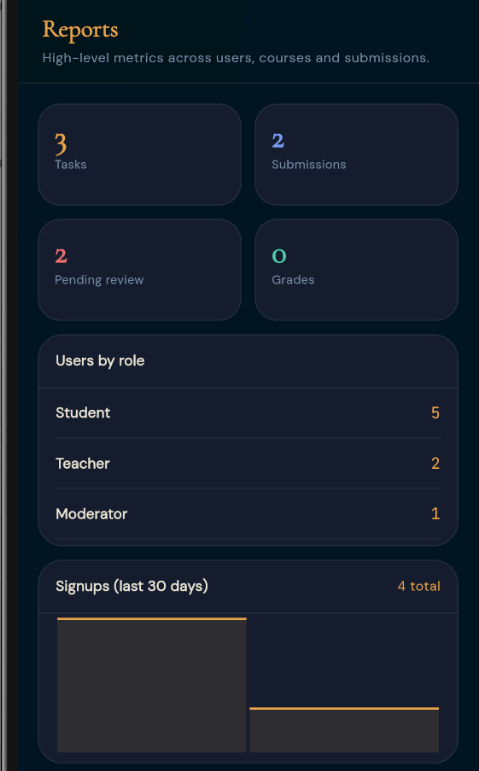 Reports
High-level metrics across users, courses and submissions.
3
Tasks
2
Submissions
2
Pending review
0
Grades
Users by role
Student 5
Teacher 2
Moderator 1
Signups (last 30 days) 4 total